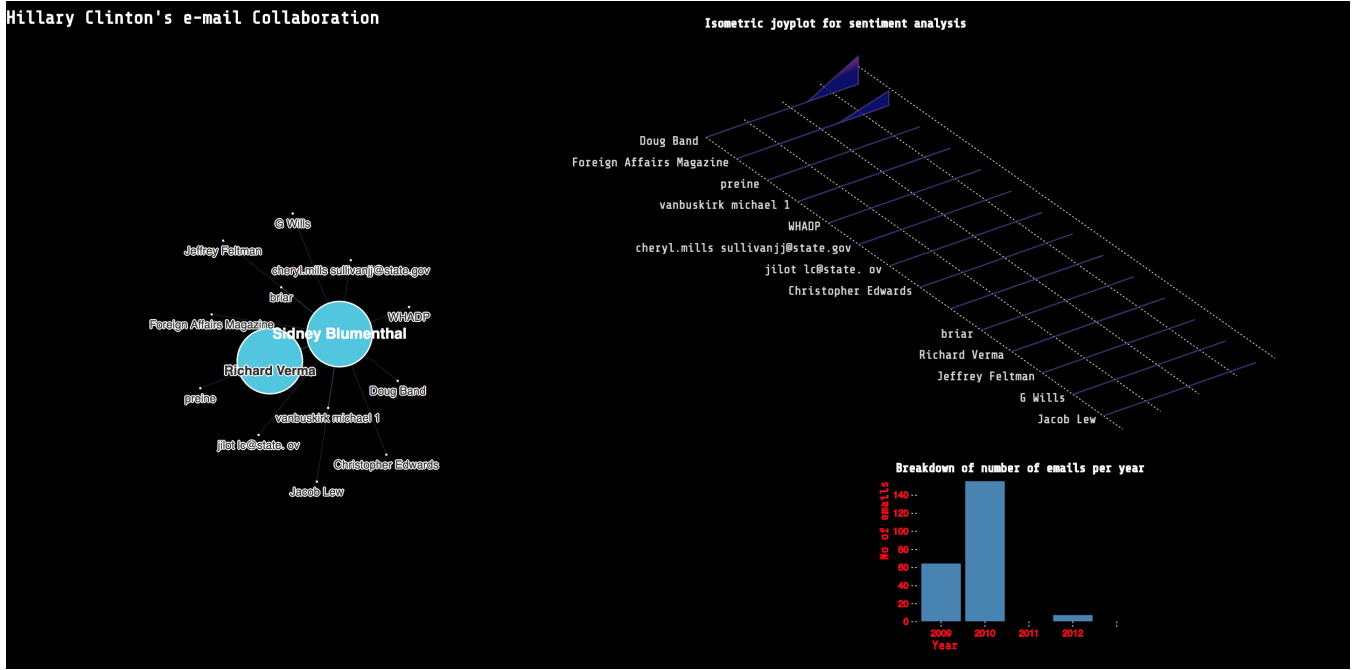 Hillary Clinton's e-mail Collaboration
G Wills
Jeffrey Feltman
cheryl.mills sullivanjj@state.gov
briar
WHADP
Foreign Affairs Magazine
Sidney Blumenthal
Richard Verma
Doug Band
preine
vanbuskirk michael 1
jilot lc@state. ov
Christopher Edwards
Jacob Lew
Isometric joyplot for sentiment analysis
Doug Band
Foreign Affairs Magazine
preine
vanbuskirk michael 1
WHADP
cheryl.mills sullivanjj@state.gov
jilot lc@state. ov
Christopher Edwards
briar
Richard Verma
Jeffrey Feltman
G Wills
Jacob Lew
Breakdown of number of emails per year
No of emails
140
120
100
80
60
40
20
0
2009 2010 2011 2012
Year